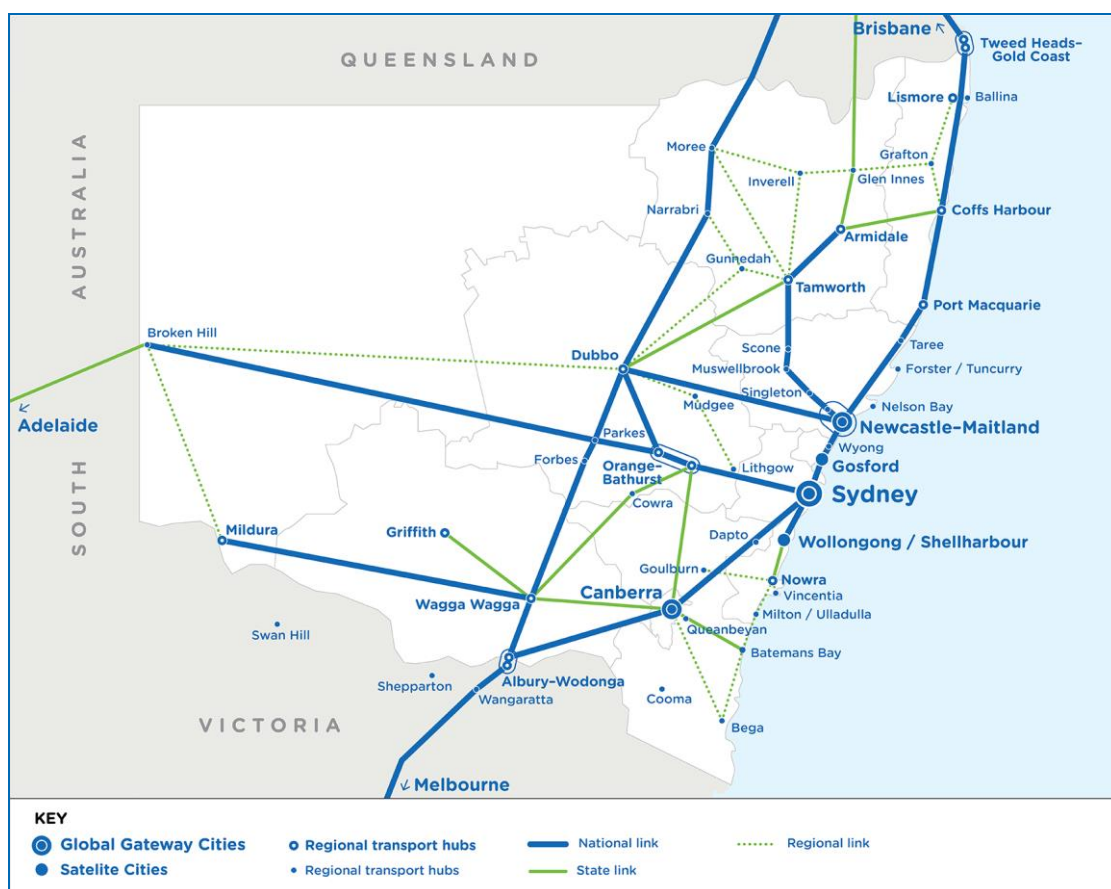 Brisbane
Tweed Heads–
Gold Coast
QUEENSLAND
Lismore
Ballina
Moree
Grafton
Inverell
Glen Innes
Narrabri
Coffs Harbour
Armidale
Gunnedah
Tamworth
Port Macquarie
Broken Hill
Scone
Taree
Dubbo
Muswellbrook
Forster / Tuncurry
Singleton
Mudgee
Nelson Bay
Adelaide
Newcastle–Maitland
Parkes
Wyong
Forbes
Orange–
Bathurst
Lithgow
Gosford
Cowra
Sydney
SOUTH AUSTRALIA
Mildura
Griffith
Dapto
Wollongong / Shellharbour
Goulburn
Nowra
Canberra
Vincentia
Wagga Wagga
Milton / Ulladulla
Queanbeyan
Swan Hill
Batemans Bay
Shepparton
Albury–Wodonga
Wangaratta
Cooma
VICTORIA
Bega
Melbourne
KEY
Global Gateway Cities
Regional transport hubs
National link
Regional link
Satelite Cities
Regional transport hubs
State link